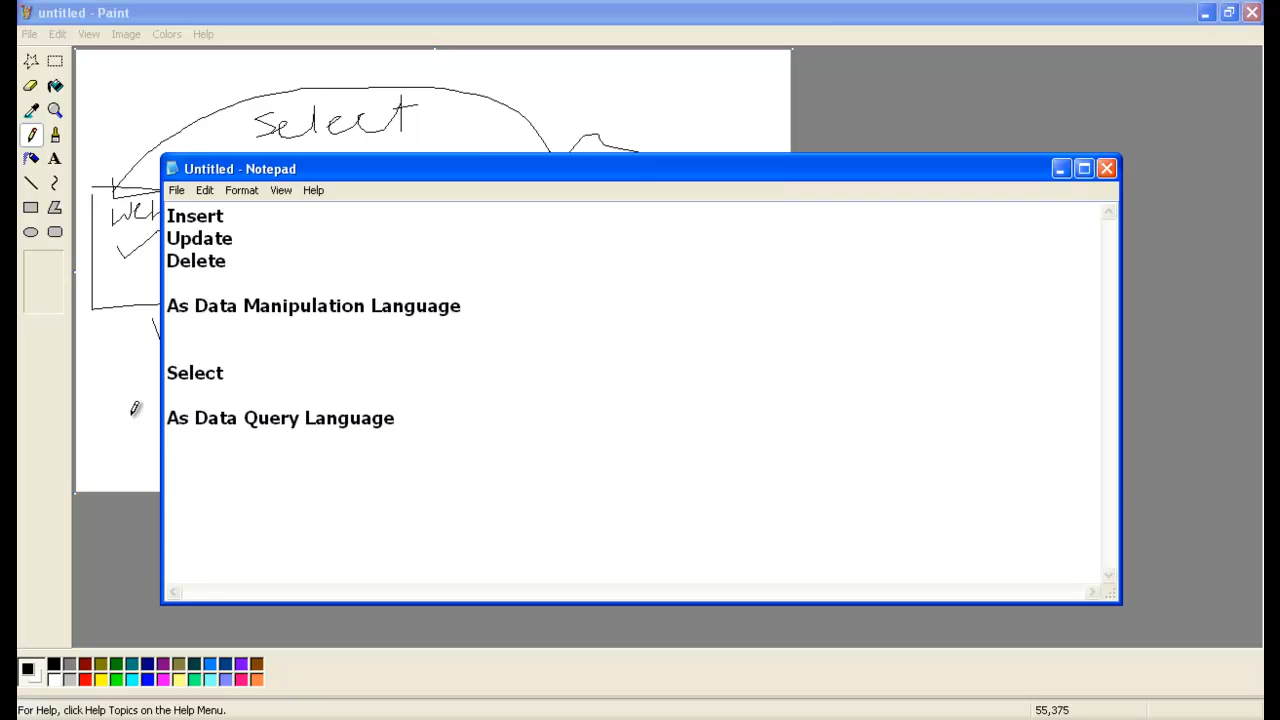 untitled - Paint
File Edit View Image Colors Help
select
Untitled - Notepad
File Edit Format View Help
Insert
Update
Delete
As Data Manipulation Language
Select
As Data Query Language
For Help, click Help Topics on the Help Menu.
55,375